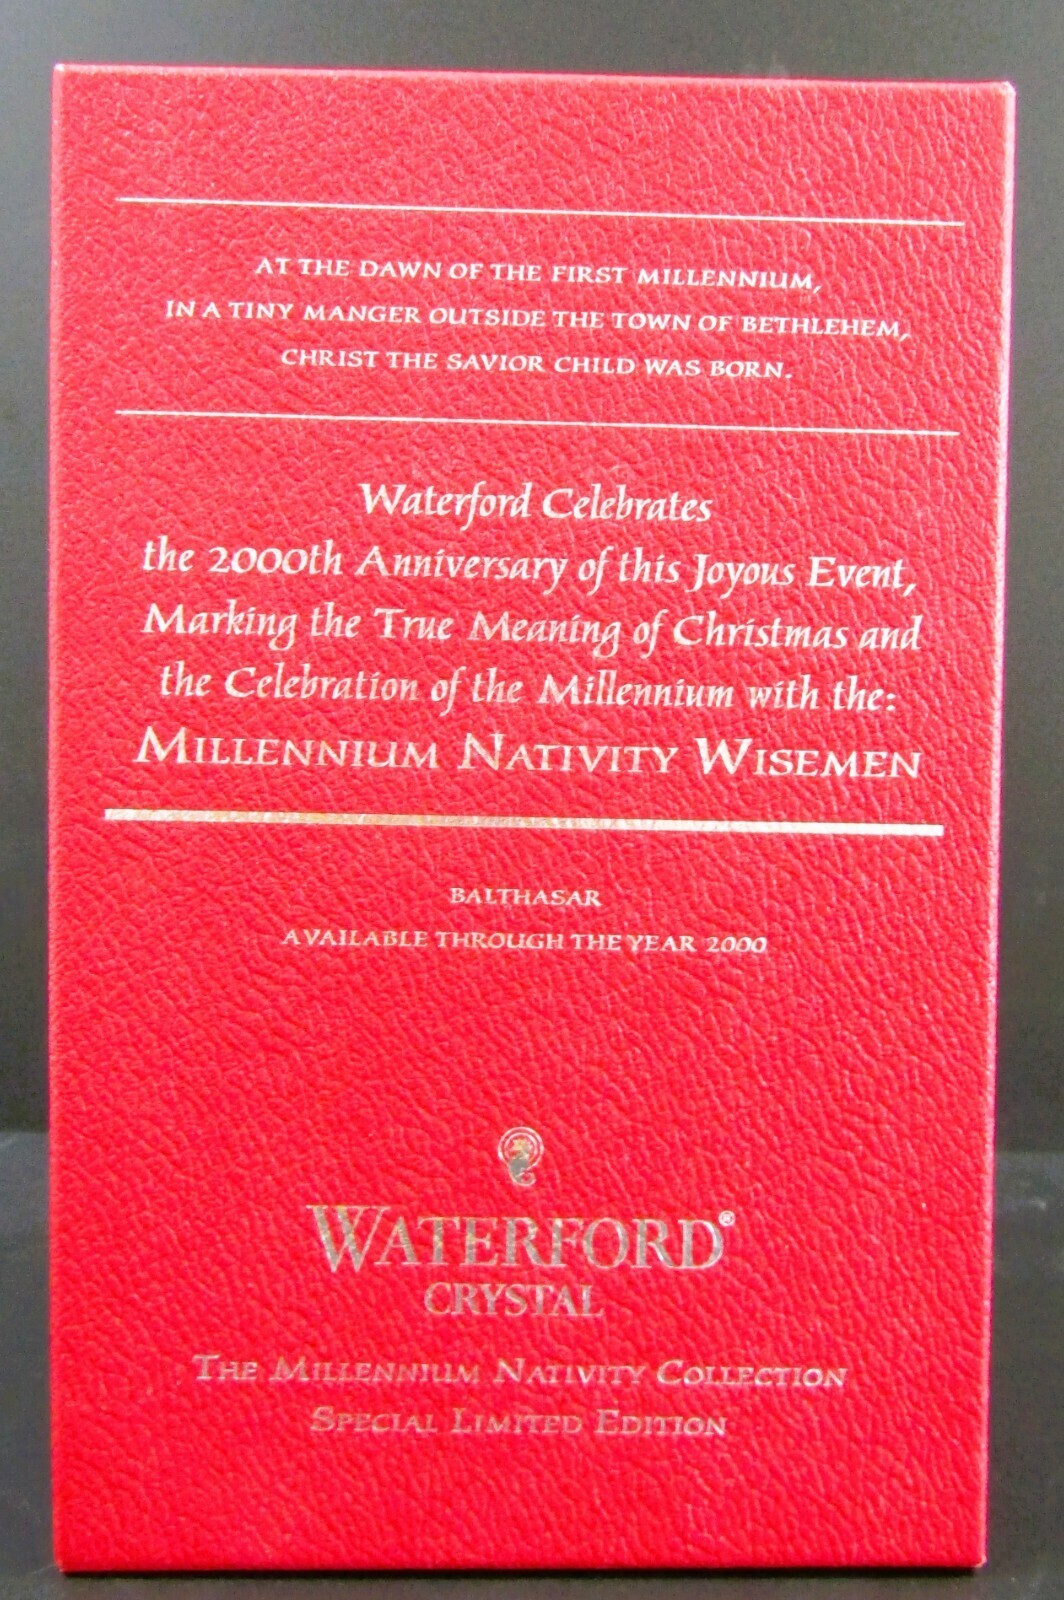 AT THE DAWN OF THE FIRST MILLENNIUM,
IN A TINY MANGER OUTSIDE THE TOWN OF BETHLEHEM,
CHRIST THE SAVIOR CHILD WAS BORN.
Waterford Celebrates
the 2000th Anniversary of this Joyous Event,
Marking the True Meaning of Christmas and
the Celebration of the Millennium with the:
MILLENNIUM NATIVITY WISEMEN
BALTHASAR
AVAILABLE THROUGH THE YEAR 2000
WATERFORD®
CRYSTAL
THE MILLENNIUM NATIVITY COLLECTION
SPECIAL LIMITED EDITION